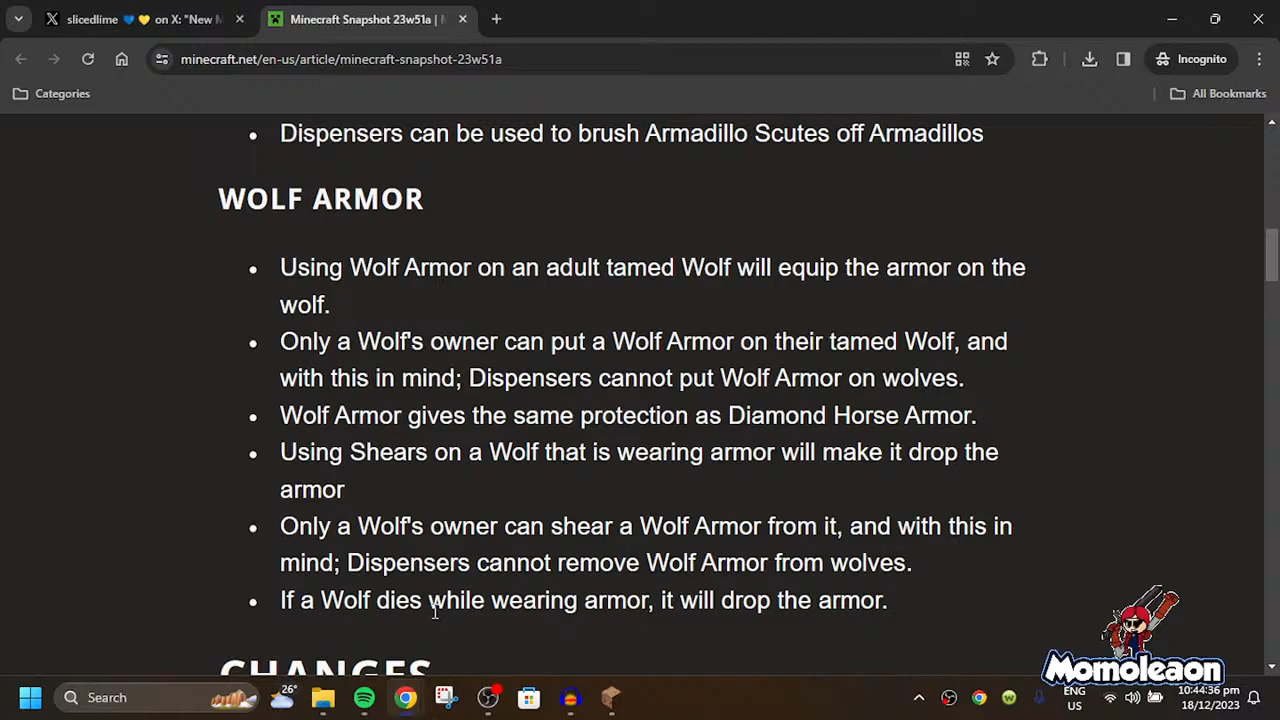 slicedlime 💙💛 on X: "New M
Minecraft Snapshot 23w51a |
minecraft.net/en-us/article/minecraft-snapshot-23w51a
Incognito
Categories
All Bookmarks
• Dispensers can be used to brush Armadillo Scutes off Armadillos
WOLF ARMOR
• Using Wolf Armor on an adult tamed Wolf will equip the armor on the
wolf.
• Only a Wolf's owner can put a Wolf Armor on their tamed Wolf, and
with this in mind; Dispensers cannot put Wolf Armor on wolves.
• Wolf Armor gives the same protection as Diamond Horse Armor.
• Using Shears on a Wolf that is wearing armor will make it drop the
armor
• Only a Wolf's owner can shear a Wolf Armor from it, and with this in
mind; Dispensers cannot remove Wolf Armor from wolves.
• If a Wolf dies while wearing armor, it will drop the armor.
CHANGES
Momoleaon
Search
26°
ENG
US
10:44:36 pm
18/12/2023